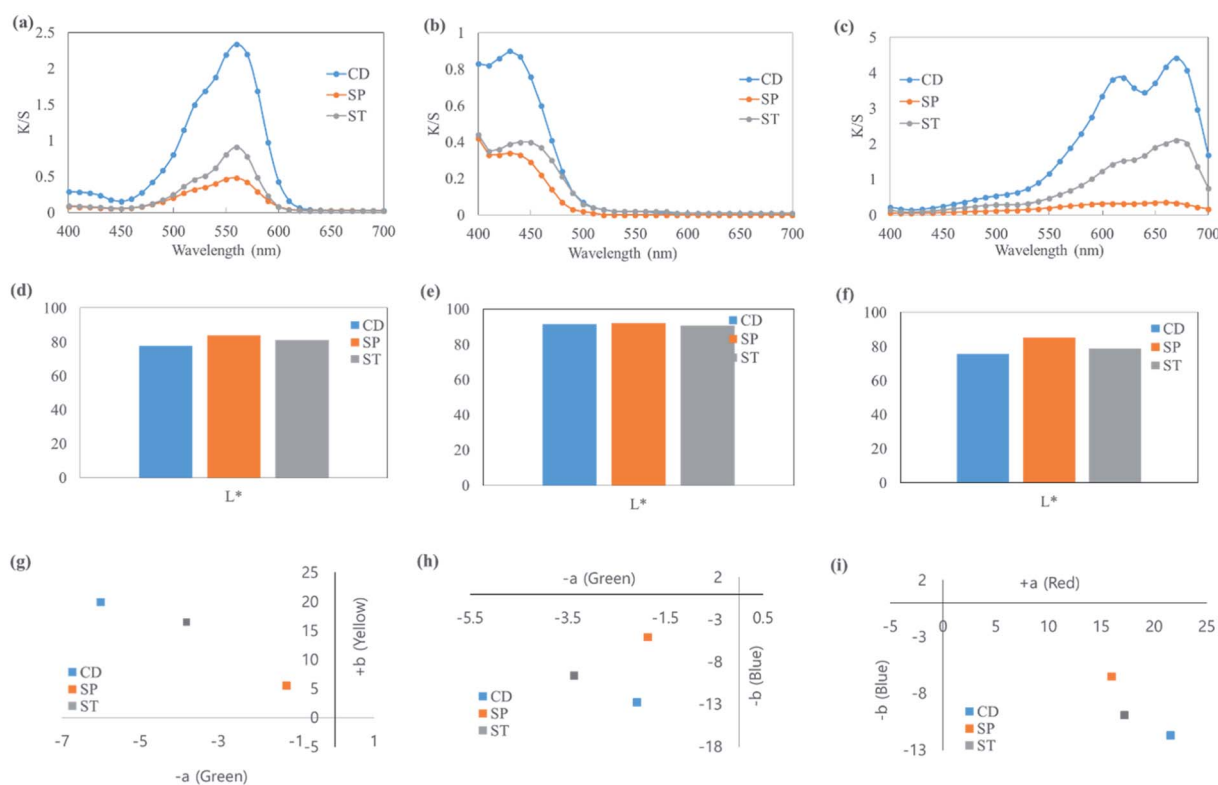 (a)
2.5
2
1.5
1
0.5
0
K/S
CD
SP
ST
400 450 500 550 600 650 700
Wavelength (nm)
(b)
1
0.8
0.6
0.4
0.2
0
K/S
CD
SP
ST
400 450 500 550 600 650 700
Wavelength (nm)
(c)
5
4
3
2
1
0
K/S
CD
SP
ST
400 450 500 550 600 650 700
Wavelength (nm)
(d)
100
80
60
40
20
0
CD
SP
ST
L*
(e)
100
80
60
40
20
0
CD
SP
ST
L*
(f)
100
80
60
40
20
0
CD
SP
ST
L*
(g)
25
20
15
10
5
0
-5
+b (Yellow)
CD
SP
ST
-7 -5 -3 -1 1
-a (Green)
(h)
-a (Green)
2
-5.5 -3.5 -1.5 0.5
-3
-8
-13
-18
-b (Blue)
CD
SP
ST
(i)
2
+a (Red)
-5 0 5 10 15 20 25
-3
-8
-13
-b (Blue)
CD
SP
ST